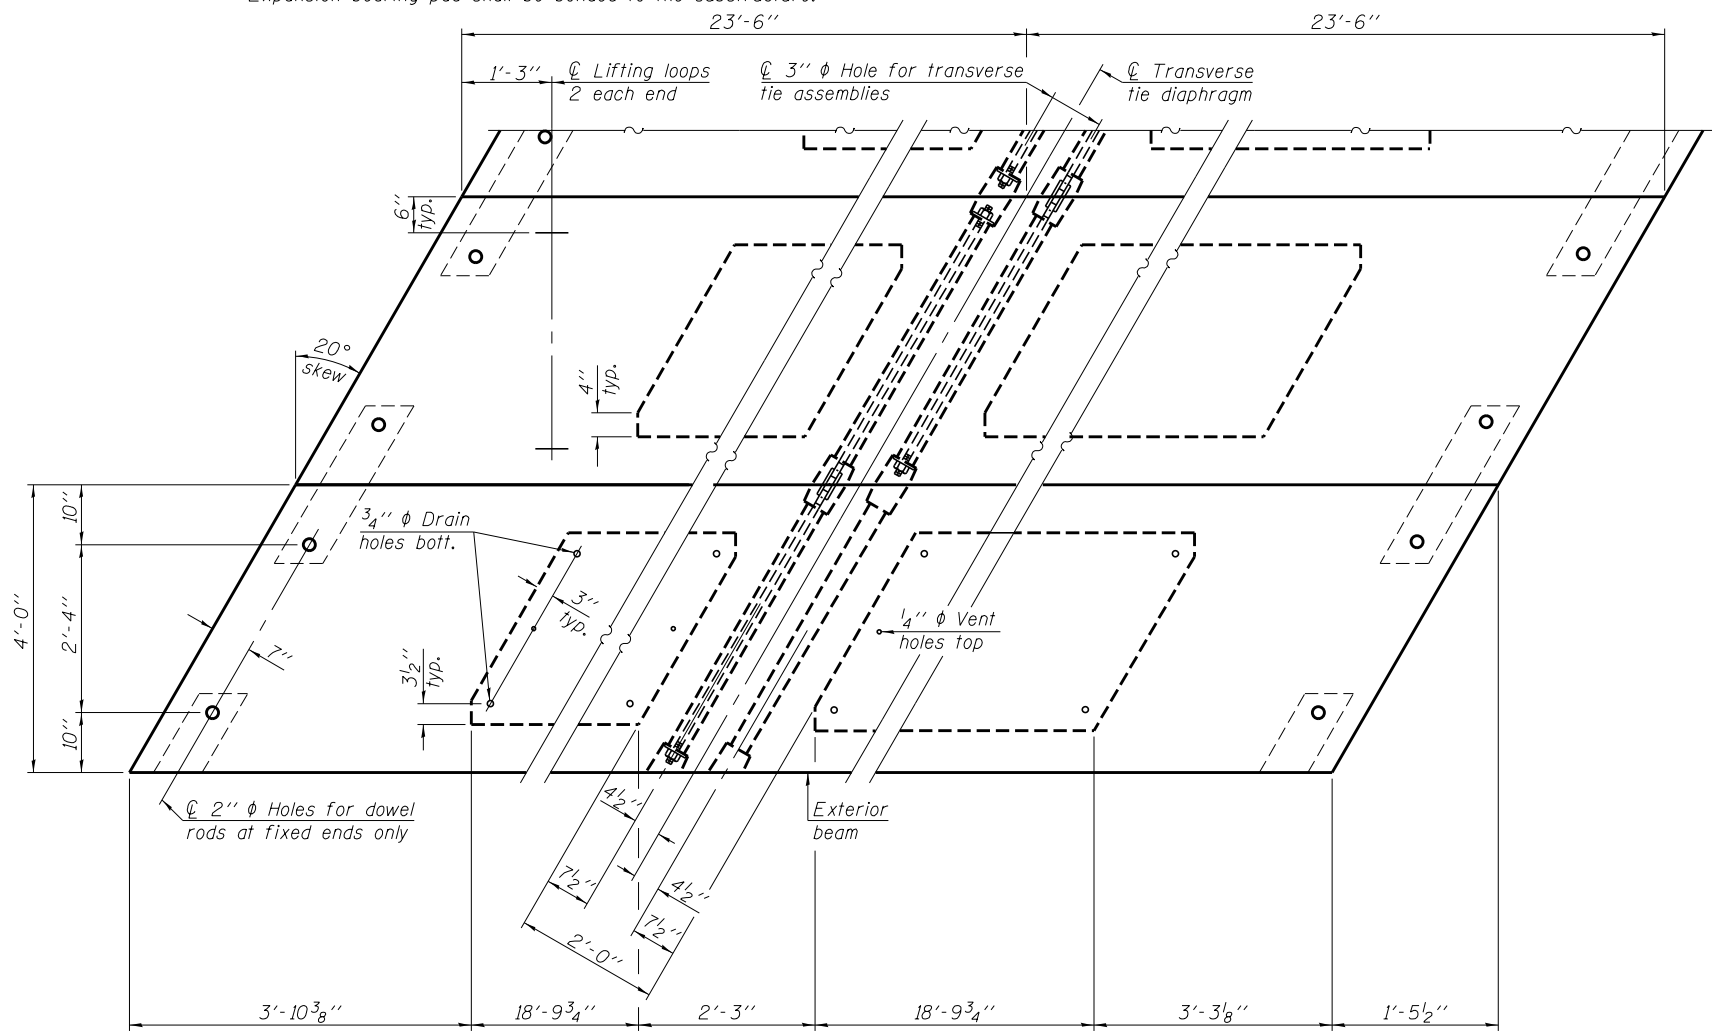 23'-6"
23'-6"
1'-3"
℄ Lifting loops
2 each end
℄ 3" ϕ Hole for transverse
tie assemblies
℄ Transverse
tie diaphragm
6"
typ.
20°
skew
4"
typ.
10"
3/4" ϕ Drain
holes bott.
4'-0"
2'-4"
3"
typ.
1/4" ϕ Vent
holes top
7"
3 1/2"
typ.
10"
℄ 2" ϕ Holes for dowel
rods at fixed ends only
4 1/2"
Exterior
beam
7 1/2"
4 1/2"
7 1/2"
2'-0"
3'-10 3/8"
18'-9 3/4"
2'-3"
18'-9 3/4"
3'-3 1/8"
1'-5 1/2"